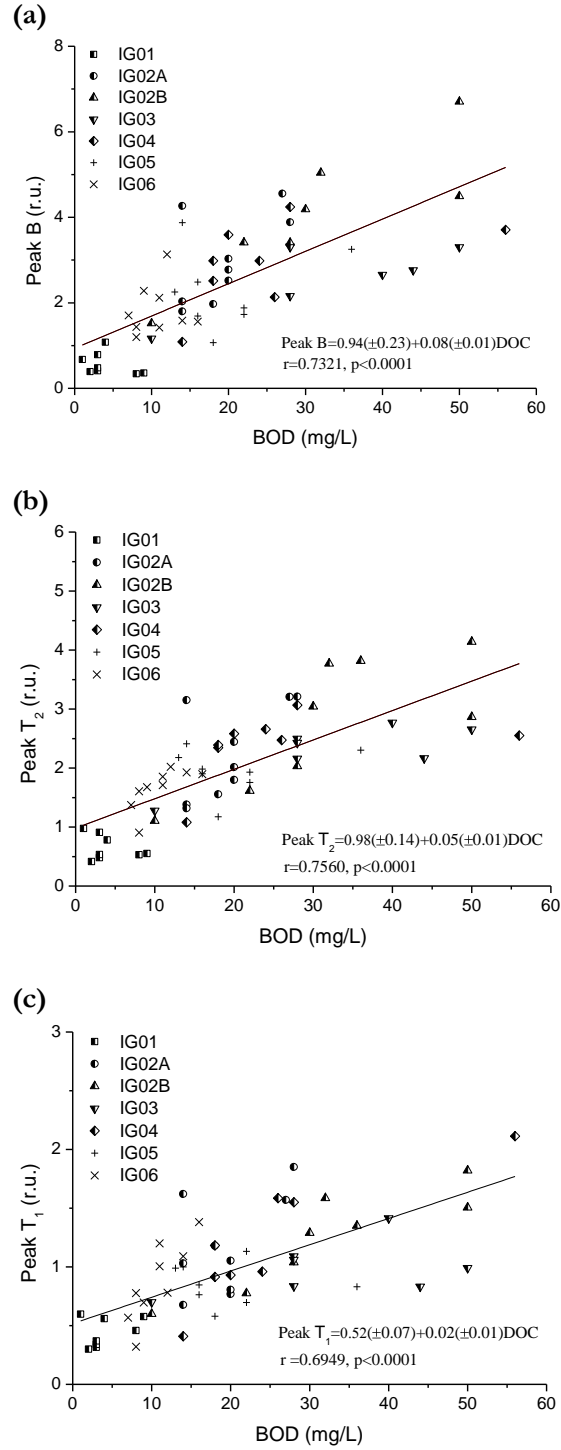 (a)
IG01
IG02A
IG02B
IG03
IG04
IG05
IG06
8
6
4
2
0
Peak B (r.u.)
Peak B=0.94(±0.23)+0.08(±0.01)DOC
r=0.7321, p<0.0001
0 10 20 30 40 50 60
BOD (mg/L)
(b)
IG01
IG02A
IG02B
IG03
IG04
IG05
IG06
6
5
4
3
2
1
0
Peak T2 (r.u.)
Peak T2=0.98(±0.14)+0.05(±0.01)DOC
r=0.7560, p<0.0001
0 10 20 30 40 50 60
BOD (mg/L)
(c)
IG01
IG02A
IG02B
IG03
IG04
IG05
IG06
3
2
1
0
Peak T1 (r.u.)
Peak T1=0.52(±0.07)+0.02(±0.01)DOC
r =0.6949, p<0.0001
0 10 20 30 40 50 60
BOD (mg/L)